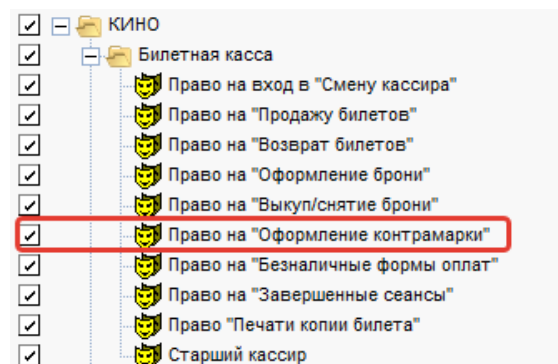 КИНО
Билетная касса
Право на вход в "Смену кассира"
Право на "Продажу билетов"
Право на "Возврат билетов"
Право на "Оформление брони"
Право на "Выкуп/снятие брони"
Право на "Оформление контрамарки"
Право на "Безналичные формы оплат"
Право на "Завершенные сеансы"
Право "Печати копии билета"
Старший кассир